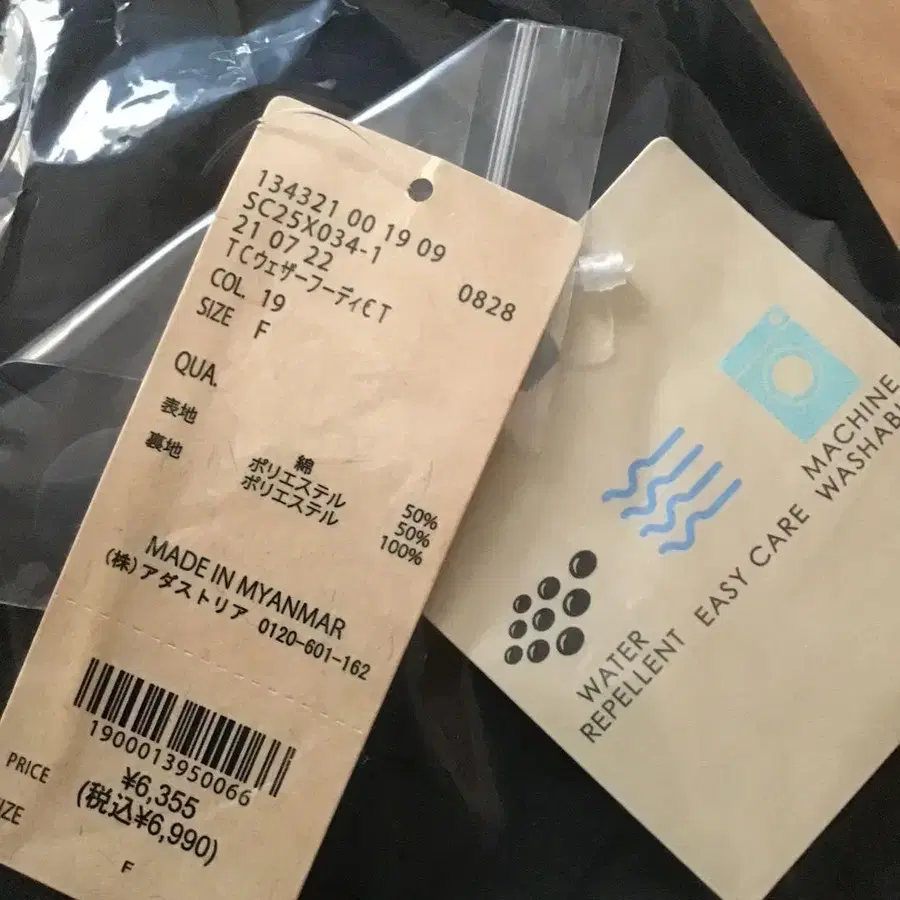 134321 00 19 09
SC25X034-1
21 07 22
TCウェザーフーディCT
0828
COL. 19
SIZE F
QUA.
表地 綿 50%
ポリエステル 50%
裏地 ポリエステル 100%
MADE IN MYANMAR
(株)アダストリア 0120-601-162
1900013950066
PRICE ¥6,355
(税込¥6,990)
IZE F
MACHINE
WASHABL
EASY CARE
WATER
REPELLENT